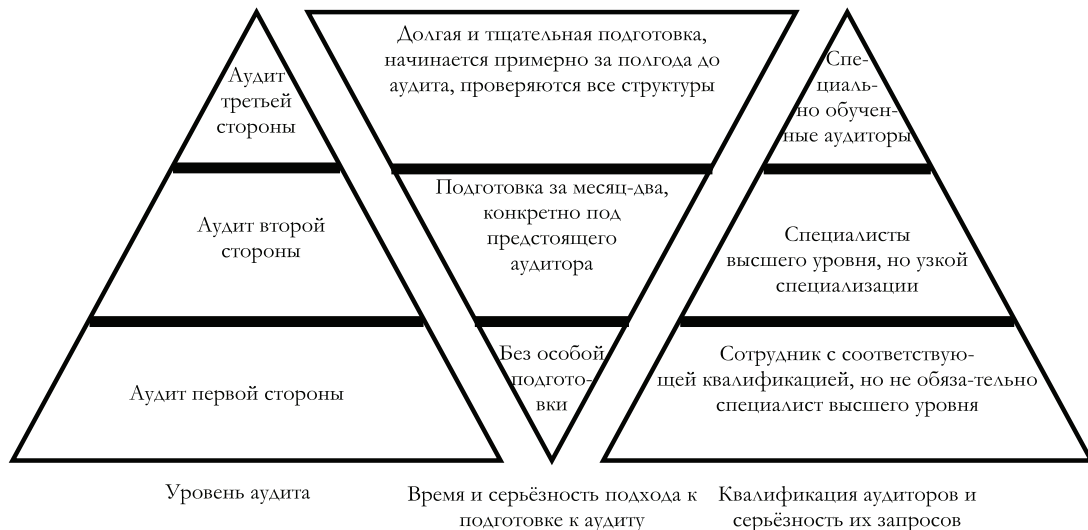 Аудит
третьей
стороны
Аудит второй
стороны
Аудит первой стороны
Уровень аудита
Долгая и тщательная подготовка,
начинается примерно за полгода до
аудита, проверяются все структуры
Подготовка за месяц-два,
конкретно под
предстоящего
аудитора
Без особой
подгото-
вки
Время и серьёзность подхода к
подготовке к аудиту
Спе-
циаль-
но обучен-
ные аудиторы
Специалисты
высшего уровня, но узкой
специализации
Сотрудник с соответствую-
щей квалификацией, но не обяза-тельно
специалист высшего уровня
Квалификация аудиторов и
серьёзность их запросов